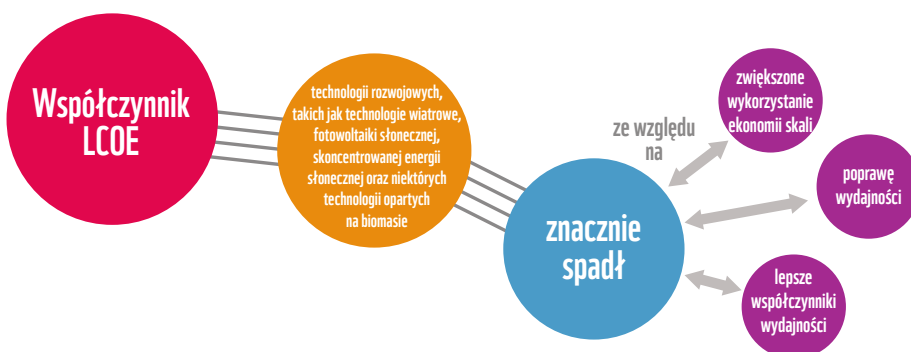 Współczynnik
LCOE
technologii rozwojowych,
takich jak technologie wiatrowe,
fotowoltaiki słonecznej,
skoncentrowanej energii
słonecznej oraz niektórych
technologii opartych
na biomasie
znacznie
spadł
ze względu
na
zwiększone
wykorzystanie
ekonomii skali
poprawę
wydajności
lepsze
współczynniki
wydajności